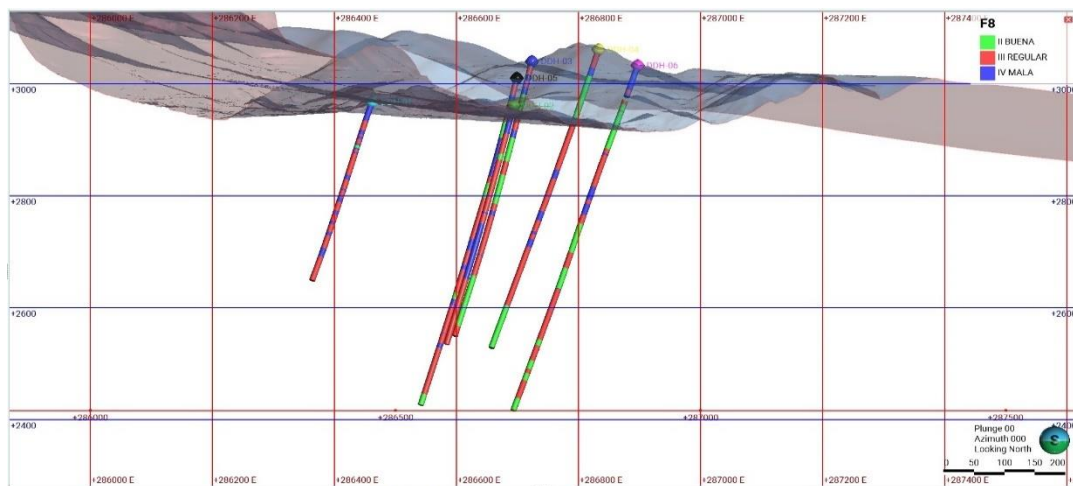 286000 E
+286200 E
+286400 E
+286600 E
+286800 E
+287000 E
+287200 E
+287400
F8
II BUENA
III REGULAR
IV MALA
DDH-03
DDH-06
DDH-05
+3000
+3000
+2800
+2800
+2600
+2600
+286000
+286500
+287000
+287500
+2400
+2400
Plunge 00
Azimuth 000
Looking North
0 50 100 150 200
+286000 E
+286200 E
+286400 E
+286600 E
+286800 E
+287000 E
+287200 E
+287400 E